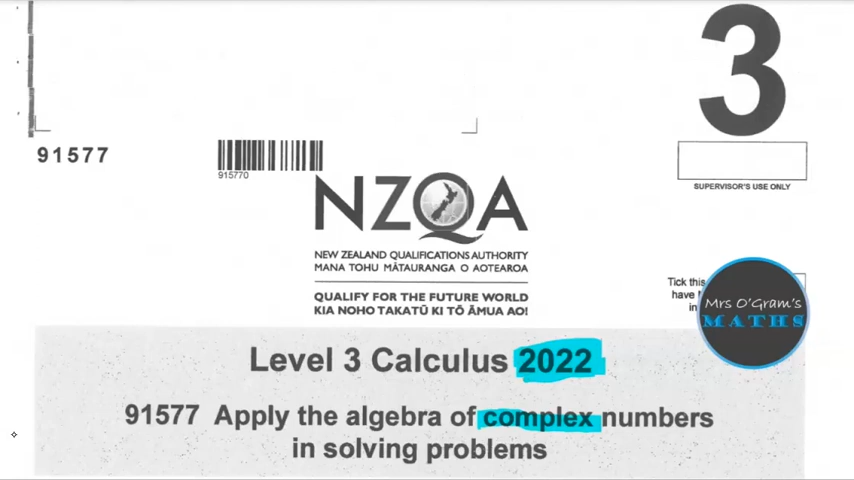 3
91577
915770
SUPERVISOR'S USE ONLY
NZQA
NEW ZEALAND QUALIFICATIONS AUTHORITY
MANA TOHU MĀTAURANGA O AOTEAROA
QUALIFY FOR THE FUTURE WORLD
KIA NOHO TAKATŪ KI TŌ ĀMUA AO!
Tick this
have
in
Mrs O'Gram's
MATHS
Level 3 Calculus 2022
91577 Apply the algebra of complex numbers
in solving problems